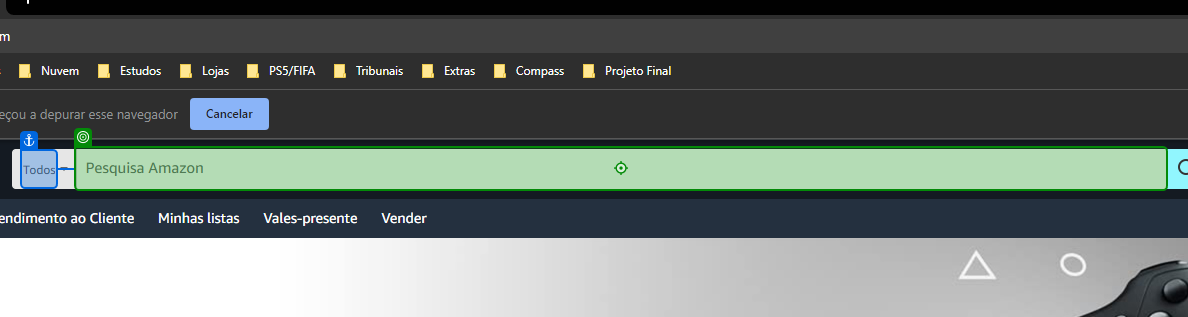 m
Nuvem Estudos Lojas PS5/FIFA Tribunais Extras Compass Projeto Final
eçou a depurar esse navegador Cancelar
Todos Pesquisa Amazon
endimento ao Cliente Minhas listas Vales-presente Vender